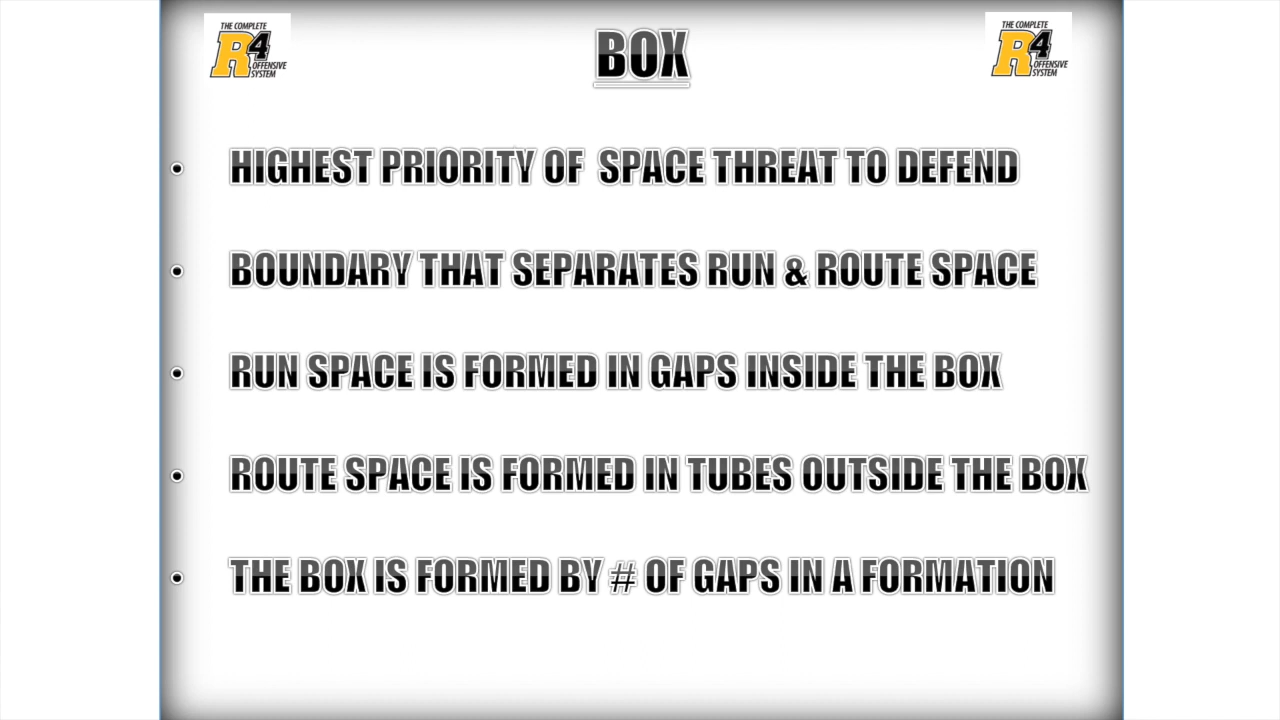 THE COMPLETE
R4
OFFENSIVE
SYSTEM
BOX
THE COMPLETE
R4
OFFENSIVE
SYSTEM
• HIGHEST PRIORITY OF SPACE THREAT TO DEFEND
• BOUNDARY THAT SEPARATES RUN & ROUTE SPACE
• RUN SPACE IS FORMED IN GAPS INSIDE THE BOX
• ROUTE SPACE IS FORMED IN TUBES OUTSIDE THE BOX
• THE BOX IS FORMED BY # OF GAPS IN A FORMATION